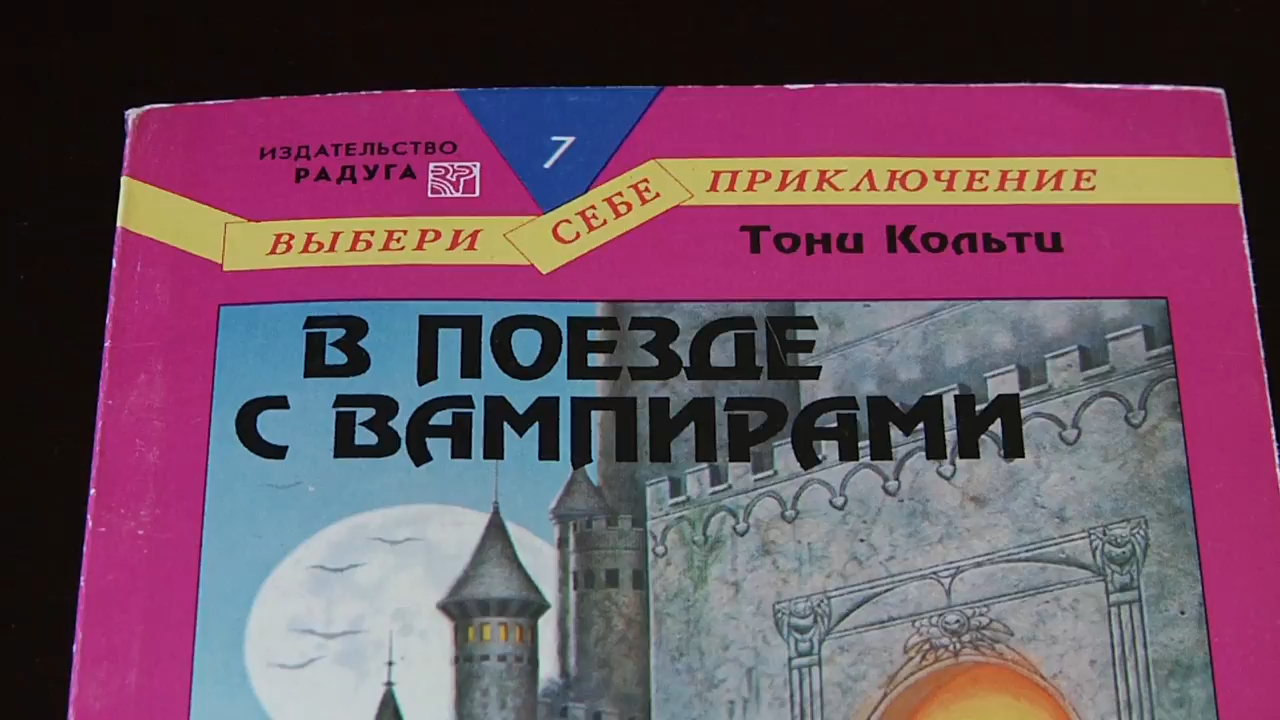 ИЗДАТЕЛЬСТВО
РАДУГА
7
ВЫБЕРИ СЕБЕ ПРИКЛЮЧЕНИЕ
Тони Кольти
В ПОЕЗДЕ
С ВАМПИРАМИ